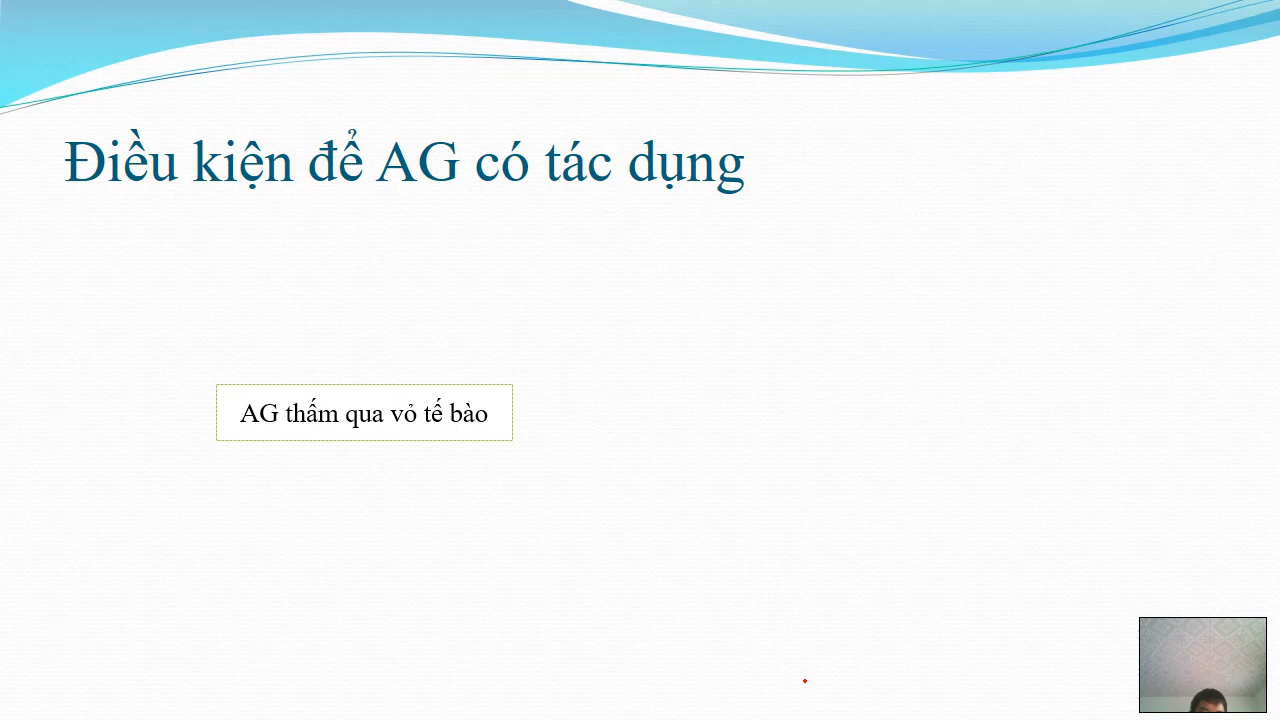 Điều kiện để AG có tác dụng
AG thấm qua vỏ tế bào